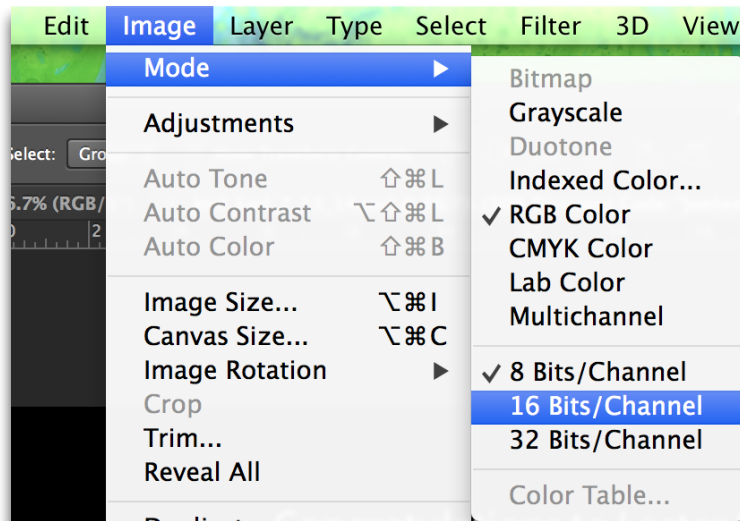 Edit Image Layer Type Select Filter 3D View
Mode
Adjustments
Auto Tone ⇧⌘L
Auto Contrast ⌥⇧⌘L
Auto Color ⇧⌘B
Image Size... ⌥⌘I
Canvas Size... ⌥⌘C
Image Rotation
Crop
Trim...
Reveal All
Bitmap
Grayscale
Duotone
Indexed Color...
✓ RGB Color
CMYK Color
Lab Color
Multichannel
✓ 8 Bits/Channel
16 Bits/Channel
32 Bits/Channel
Color Table...
Select: Gro
.7% (RGB/
2